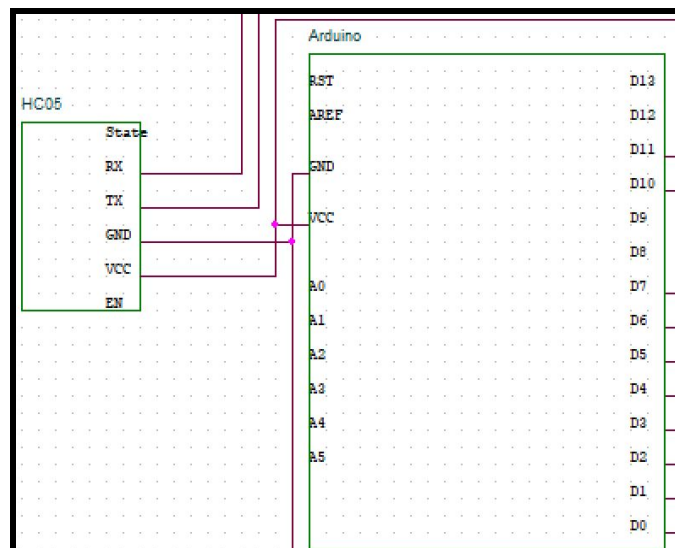 Arduino
HC05
State
RX
TX
GND
VCC
EN
RST
AREF
GND
VCC
A0
A1
A2
A3
A4
A5
D13
D12
D11
D10
D9
D8
D7
D6
D5
D4
D3
D2
D1
D0